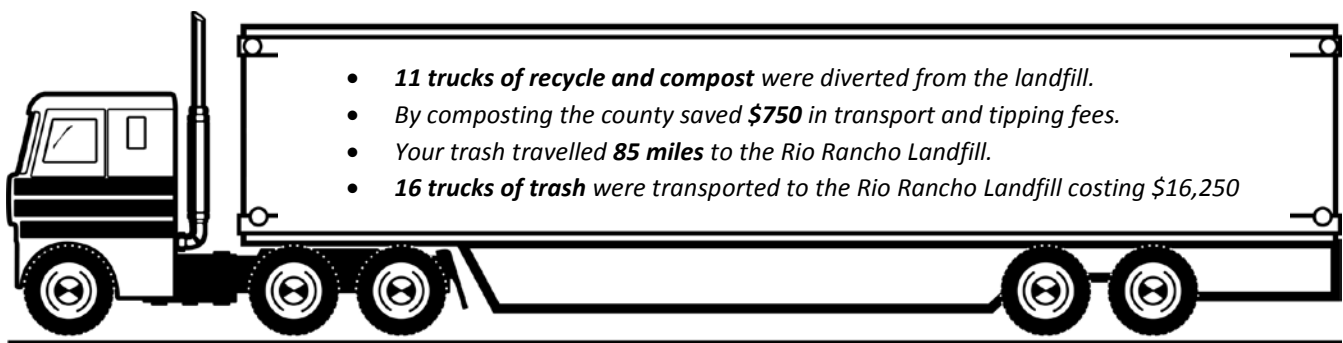 • 11 trucks of recycle and compost were diverted from the landfill.
• By composting the county saved $750 in transport and tipping fees.
• Your trash travelled 85 miles to the Rio Rancho Landfill.
• 16 trucks of trash were transported to the Rio Rancho Landfill costing $16,250